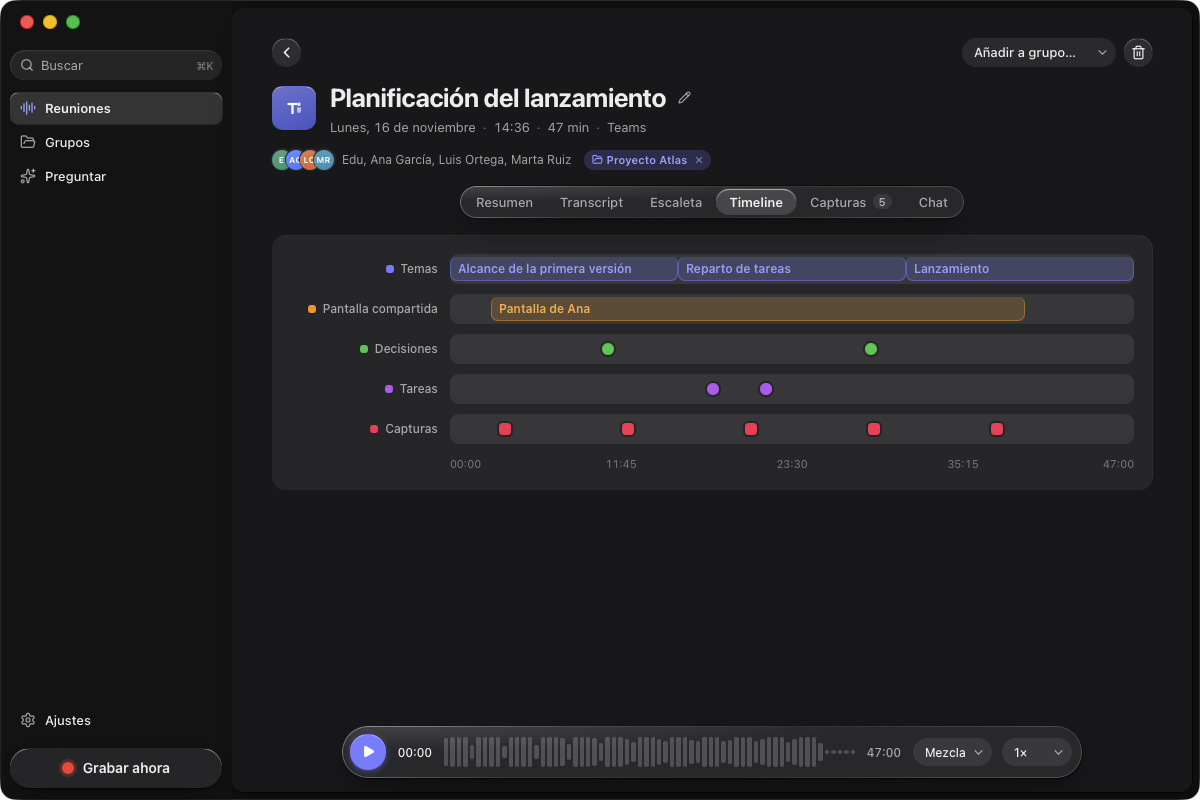 Buscar ⌘K
Reuniones
Grupos
Preguntar
Ajustes
Grabar ahora
Añadir a grupo...
Planificación del lanzamiento
Lunes, 16 de noviembre · 14:36 · 47 min · Teams
E AG LO MR Edu, Ana García, Luis Ortega, Marta Ruiz Proyecto Atlas ×
Resumen Transcript Escaleta Timeline Capturas 5 Chat
Temas Alcance de la primera versión Reparto de tareas Lanzamiento
Pantalla compartida Pantalla de Ana
Decisiones
Tareas
Capturas
00:00 11:45 23:30 35:15 47:00
00:00 47:00 Mezcla 1×